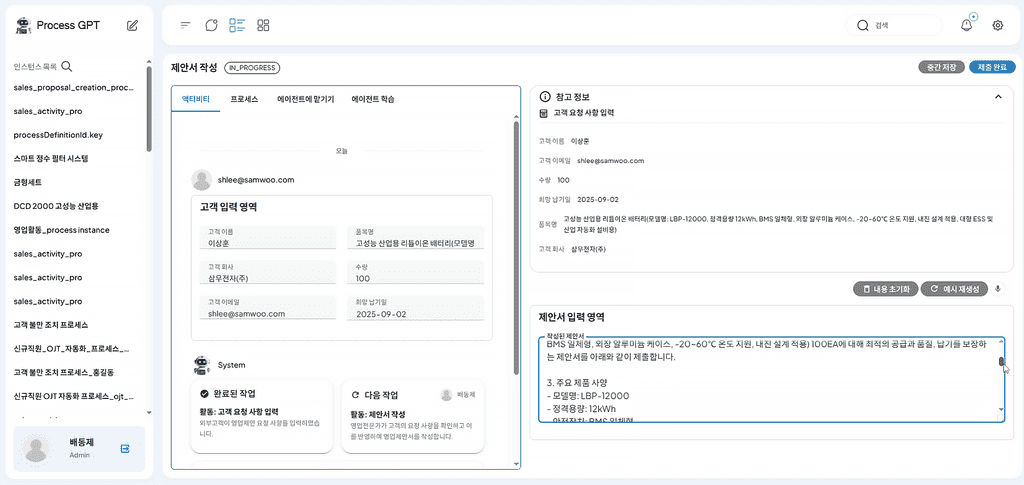 Process GPT
검색
인스턴스 목록
sales_proposal_creation_proc...
sales_activity_pro
processDefinitionId.key
스마트 정수 필터 시스템
금형세트
DCD 2000 고성능 산업용
영업활동_process instance
sales_activity_pro
sales_activity_pro
sales_activity_pro
고객 불만 조치 프로세스
신규직원_OJT_자동화_프로세스_...
고객 불만 조치 프로세스_홍길동
신규직원 OJT 자동화 프로세스_ojt_...
배동제
Admin
제안서 작성
IN_PROGRESS
중간 저장
제출 완료
액티비티
프로세스
에이전트에 맡기기
에이전트 학습
오늘
shlee@samwoo.com
고객 입력 영역
고객 이름
이상훈
품목명
고성능 산업용 리튬이온 배터리(모델명
고객 회사
삼우전자(주)
수량
100
고객 이메일
shlee@samwoo.com
희망 납기일
2025-09-02
System
완료된 작업
활동: 고객 요청 사항 입력
외부고객이 영업제안 요청 사항을 입력하였습
니다.
다음 작업
배동제
활동: 제안서 작성
영업전문가가 고객의 요청 사항을 확인하고 이
를 반영하여 영업제안서를 작성합니다.
참고 정보
고객 요청 사항 입력
고객 이름 이상훈
고객 이메일 shlee@samwoo.com
수량 100
희망 납기일 2025-09-02
품목명 고성능 산업용 리튬이온 배터리(모델명: LBP-12000, 정격용량 12kWh, BMS 일체형, 외장 알루미늄 케이스, -20~60℃ 온도 지원, 내진 설계 적용, 대형 ESS 및
산업 자동화 설비용)
고객 회사 삼우전자(주)
내용 초기화
예시 재생성
제안서 입력 영역
작성된 제안서
BMS 일체형, 외장 알루미늄 케이스, -20~60℃ 온도 지원, 내진 설계 적용) 100EA에 대해 최적의 공급과 품질, 납기를 보장하
는 제안서를 아래와 같이 제출합니다.
3. 주요 제품 사양
- 모델명: LBP-12000
- 정격용량: 12kWh
- 안전장치: BMS 일체형